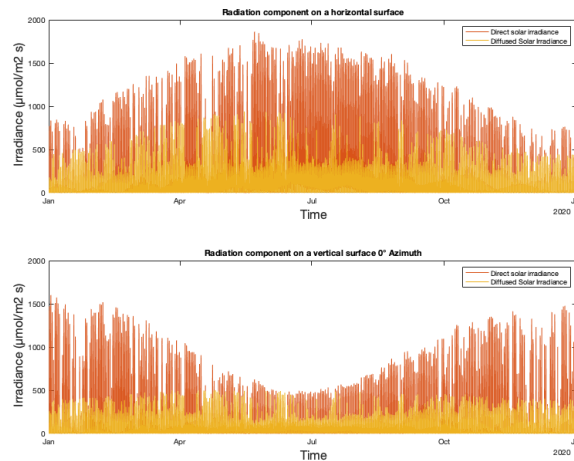 Radiation component on a horizontal surface
Irradiance (μmol/m2 s)
2000
1500
1000
500
0
Direct solar irradiance
Diffused Solar Irradiance
Jan
Apr
Jul
Oct
J
2020
Time
Radiation component on a vertical surface 0° Azimuth
Irradiance (μmol/m2 s)
2000
1500
1000
500
0
Direct solar irradiance
Diffused Solar Irradiance
Jan
Apr
Jul
Oct
J
2020
Time